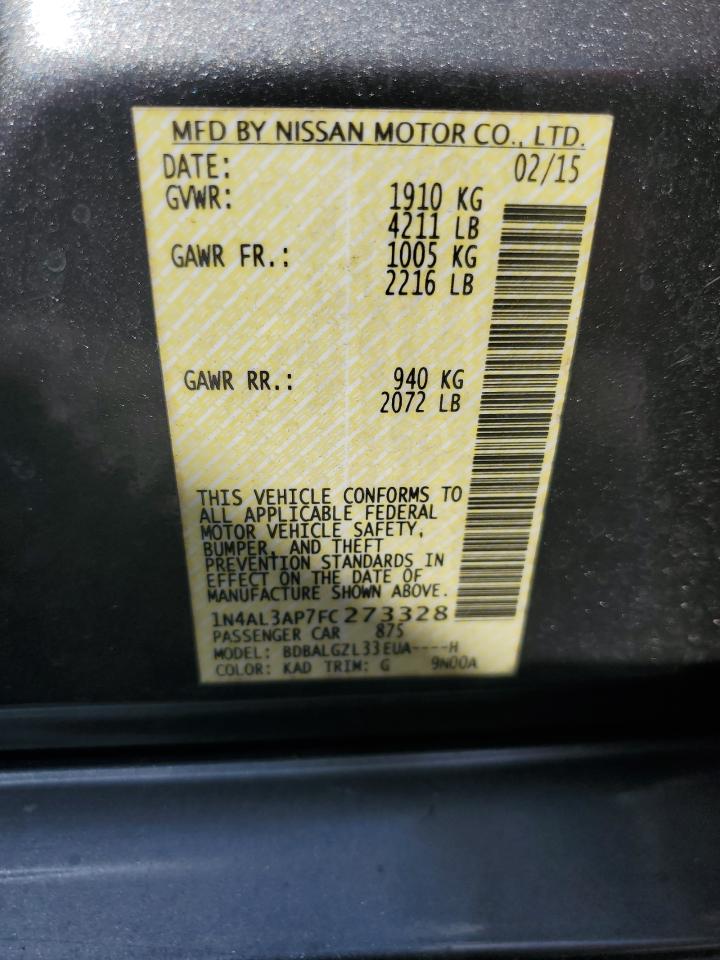 MFD BY NISSAN MOTOR CO., LTD.
DATE: 02/15
GVWR: 1910 KG
4211 LB
GAWR FR.: 1005 KG
2216 LB
GAWR RR.: 940 KG
2072 LB
THIS VEHICLE CONFORMS TO
ALL APPLICABLE FEDERAL
MOTOR VEHICLE SAFETY,
BUMPER, AND THEFT
PREVENTION STANDARDS IN
EFFECT ON THE DATE OF
MANUFACTURE SHOWN ABOVE.
1N4AL3AP7FC273328
PASSENGER CAR 875
MODEL: BDBALGZL33EUA----H
COLOR: KAD TRIM: G 9N00A